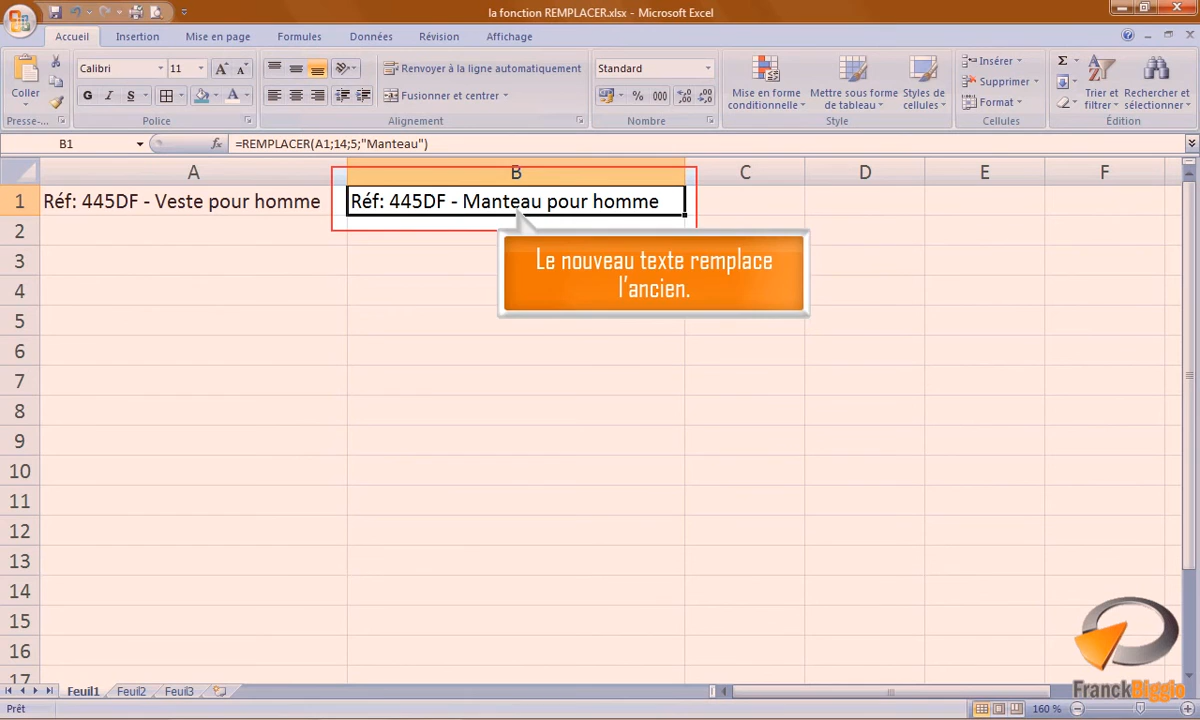 la fonction REMPLACER.xlsx - Microsoft Excel
Accueil Insertion Mise en page Formules Données Révision Affichage
Coller
Calibri 11
G I S
Renvoyer à la ligne automatiquement
Fusionner et centrer
Standard
% 000
Mise en forme conditionnelle
Mettre sous forme de tableau
Styles de cellules
Insérer
Supprimer
Format
Σ
Trier et filtrer
Rechercher et sélectionner
Presse-... Police Alignement Nombre Style Cellules Édition
B1 fx =REMPLACER(A1;14;5;"Manteau")
A B C D E F
1 Réf: 445DF - Veste pour homme Réf: 445DF - Manteau pour homme
2
Le nouveau texte remplace
l'ancien.
3
4
5
6
7
8
9
10
11
12
13
14
15
16
17
FranckBiggio
Feuil1 Feuil2 Feuil3
Prêt 160 %